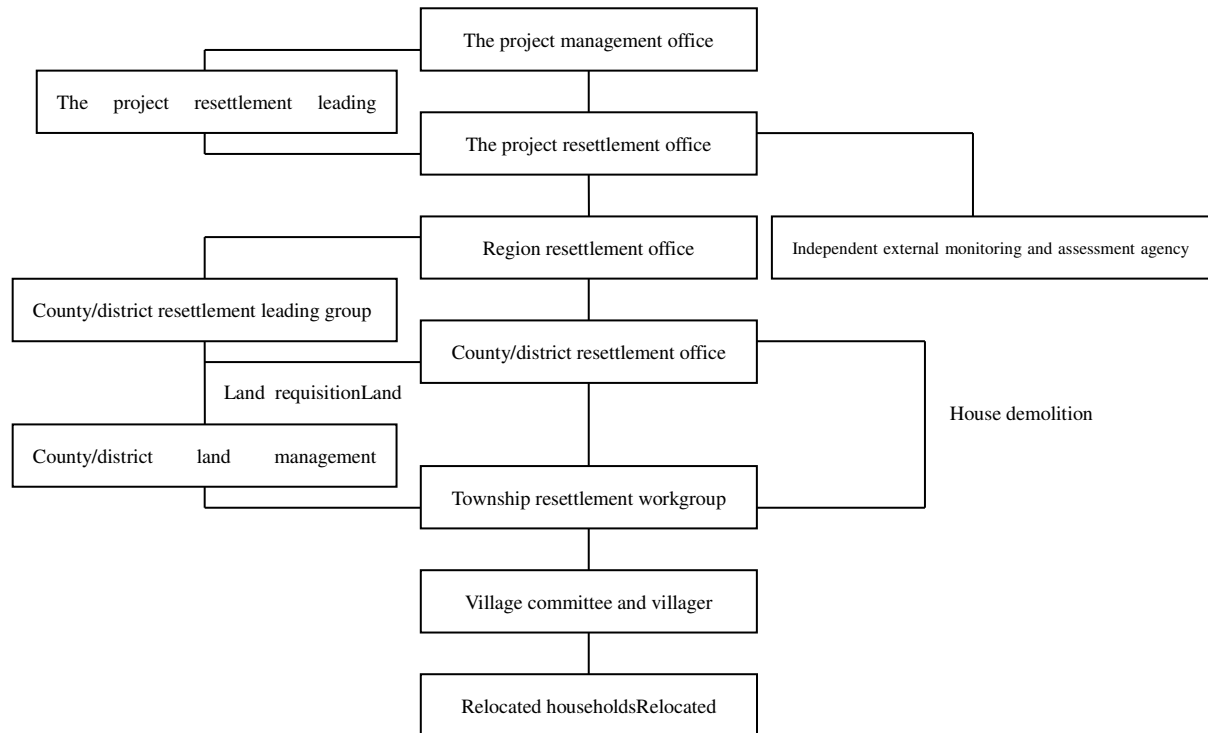 The project management office
The project resettlement leading
The project resettlement office
Region resettlement office
Independent external monitoring and assessment agency
County/district resettlement leading group
County/district resettlement office
Land requisitionLand
House demolition
County/district land management
Township resettlement workgroup
Village committee and villager
Relocated householdsRelocated